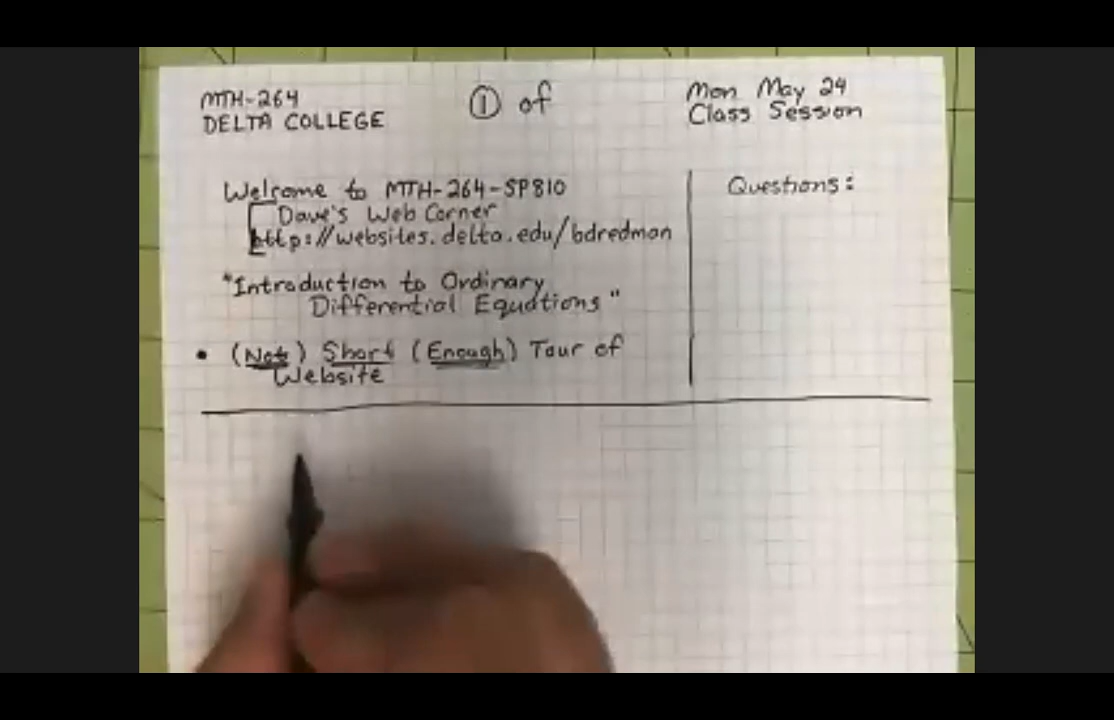 MTH-264
DELTA COLLEGE
① of
Mon May 24
Class Session
Welcome to MTH-264-SP810
Dave's Web Corner
http://websites.delta.edu/bdredmon
"Introduction to Ordinary
Differential Equations"
• (Not) Short (Enough) Tour of
Website
Questions: